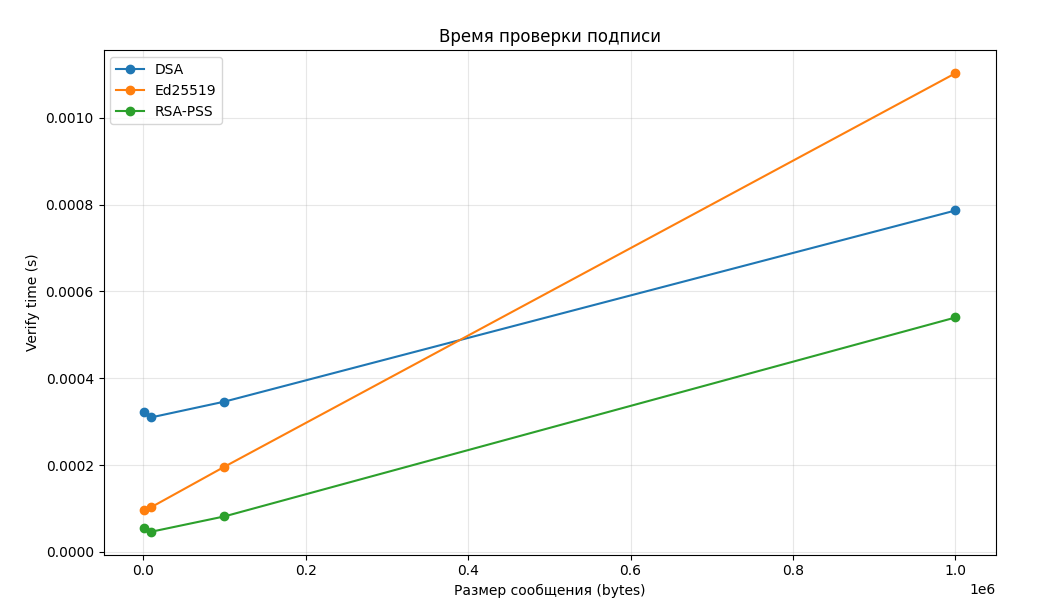 Время проверки подписи
DSA
Ed25519
RSA-PSS
0.0010
0.0008
0.0006
0.0004
0.0002
0.0000
Verify time (s)
0.0 0.2 0.4 0.6 0.8 1.0
1e6
Размер сообщения (bytes)